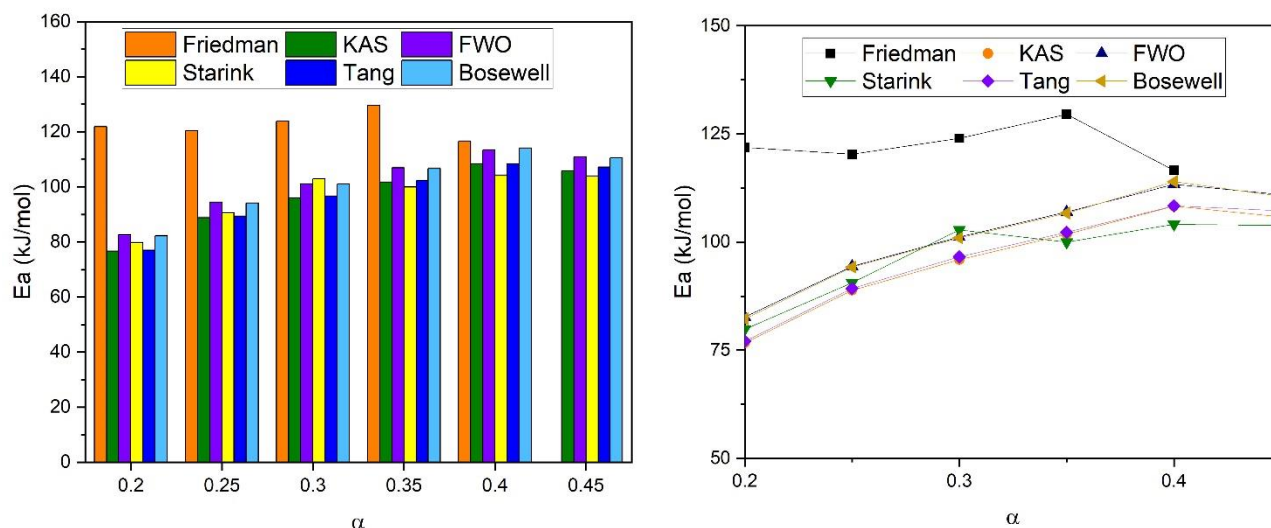 160
140
120
100
80
60
40
20
0
Ea (kJ/mol)
Friedman KAS FWO
Starink Tang Bosewell
0.2 0.25 0.3 0.35 0.4 0.45
α
150
125
100
75
50
Ea (kJ/mol)
Friedman KAS FWO
Starink Tang Bosewell
0.2 0.3 0.4
α